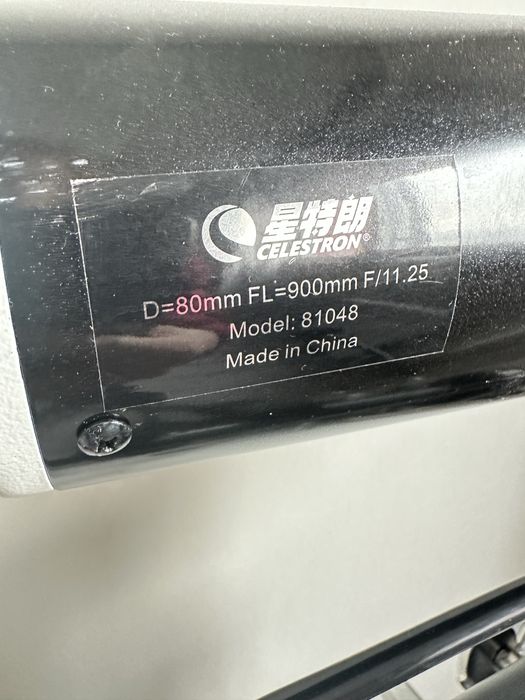 星特朗
CELESTRON®
D=80mm FL=900mm F/11.25
Model: 81048
Made in China